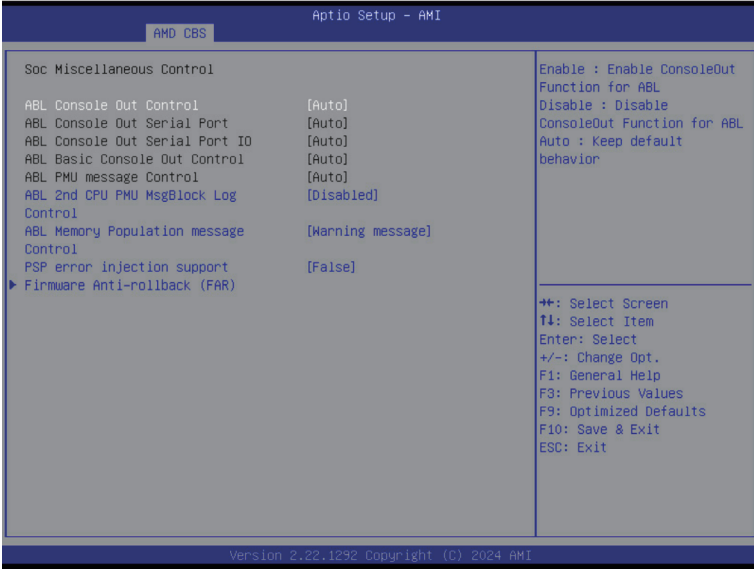 Aptio Setup – AMI
AMD CBS
Soc Miscellaneous Control
ABL Console Out Control [Auto]
ABL Console Out Serial Port [Auto]
ABL Console Out Serial Port IO [Auto]
ABL Basic Console Out Control [Auto]
ABL PMU message Control [Auto]
ABL 2nd CPU PMU MsgBlock Log [Disabled]
Control
ABL Memory Population message [Warning message]
Control
PSP error injection support [False]
Firmware Anti-rollback (FAR)
Enable : Enable ConsoleOut
Function for ABL
Disable : Disable
ConsoleOut Function for ABL
Auto : Keep default
behavior
→←: Select Screen
↑↓: Select Item
Enter: Select
+/-: Change Opt.
F1: General Help
F3: Previous Values
F9: Optimized Defaults
F10: Save & Exit
ESC: Exit
Version 2.22.1292 Copyright (C) 2024 AMI